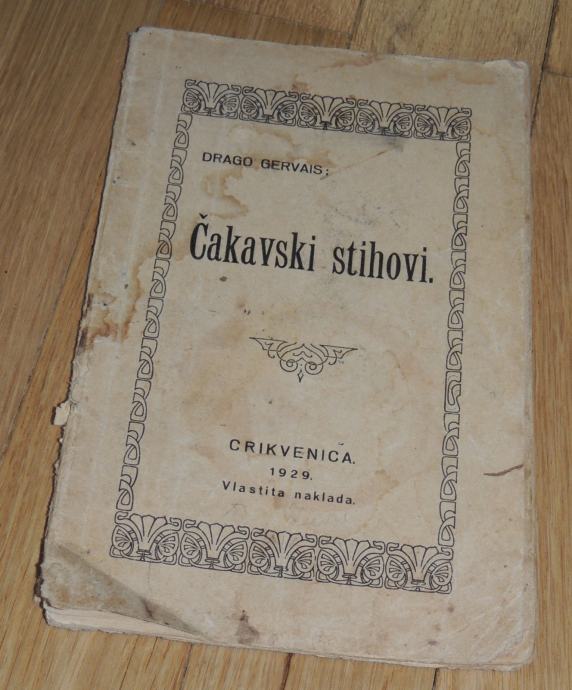 DRAGO GERVAIS:
Čakavski stihovi.
CRIKVENICA.
1929.
Vlastita naklada.